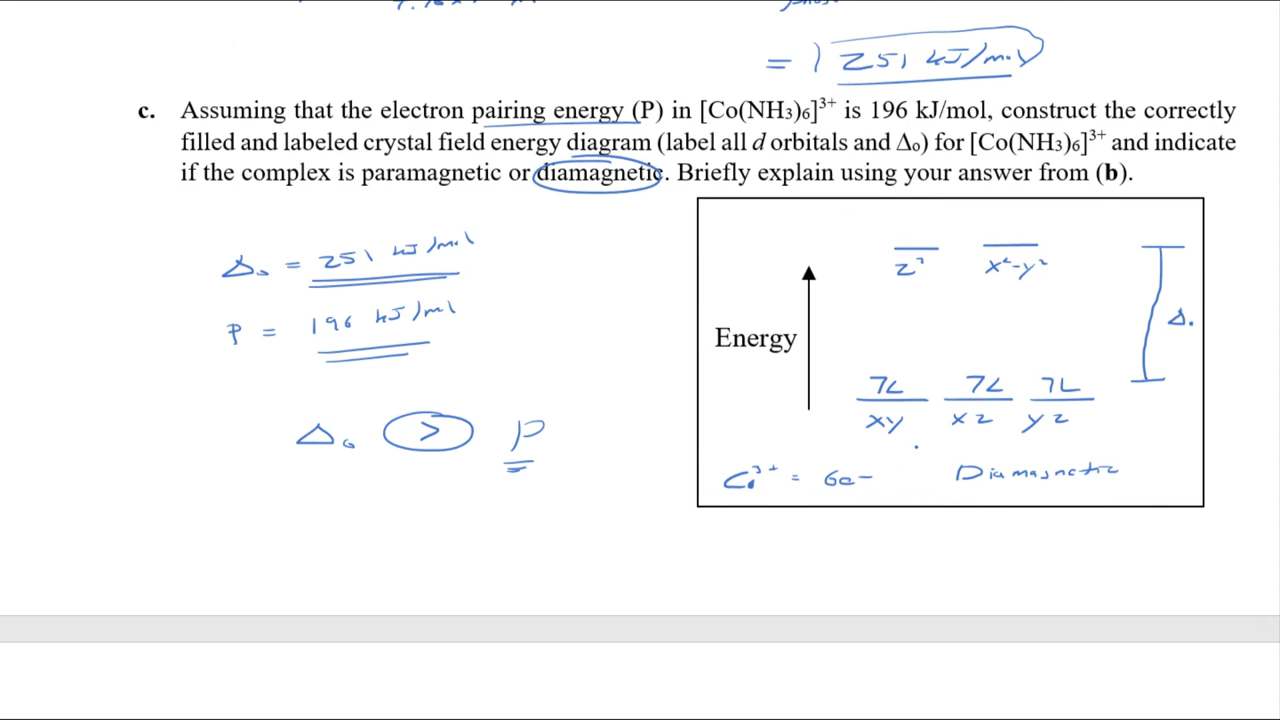 = 251 kJ/mol
c. Assuming that the electron pairing energy (P) in [Co(NH₃)₆]³⁺ is 196 kJ/mol, construct the correctly
filled and labeled crystal field energy diagram (label all d orbitals and Δₒ) for [Co(NH₃)₆]³⁺ and indicate
if the complex is paramagnetic or diamagnetic. Briefly explain using your answer from (b).
Δₒ = 251 kJ/mol
P = 196 kJ/mol
Δₒ > P
z² x²-y²
Δₒ
Energy
xy xz yz
Co³⁺ = 6e- Diamagnetic